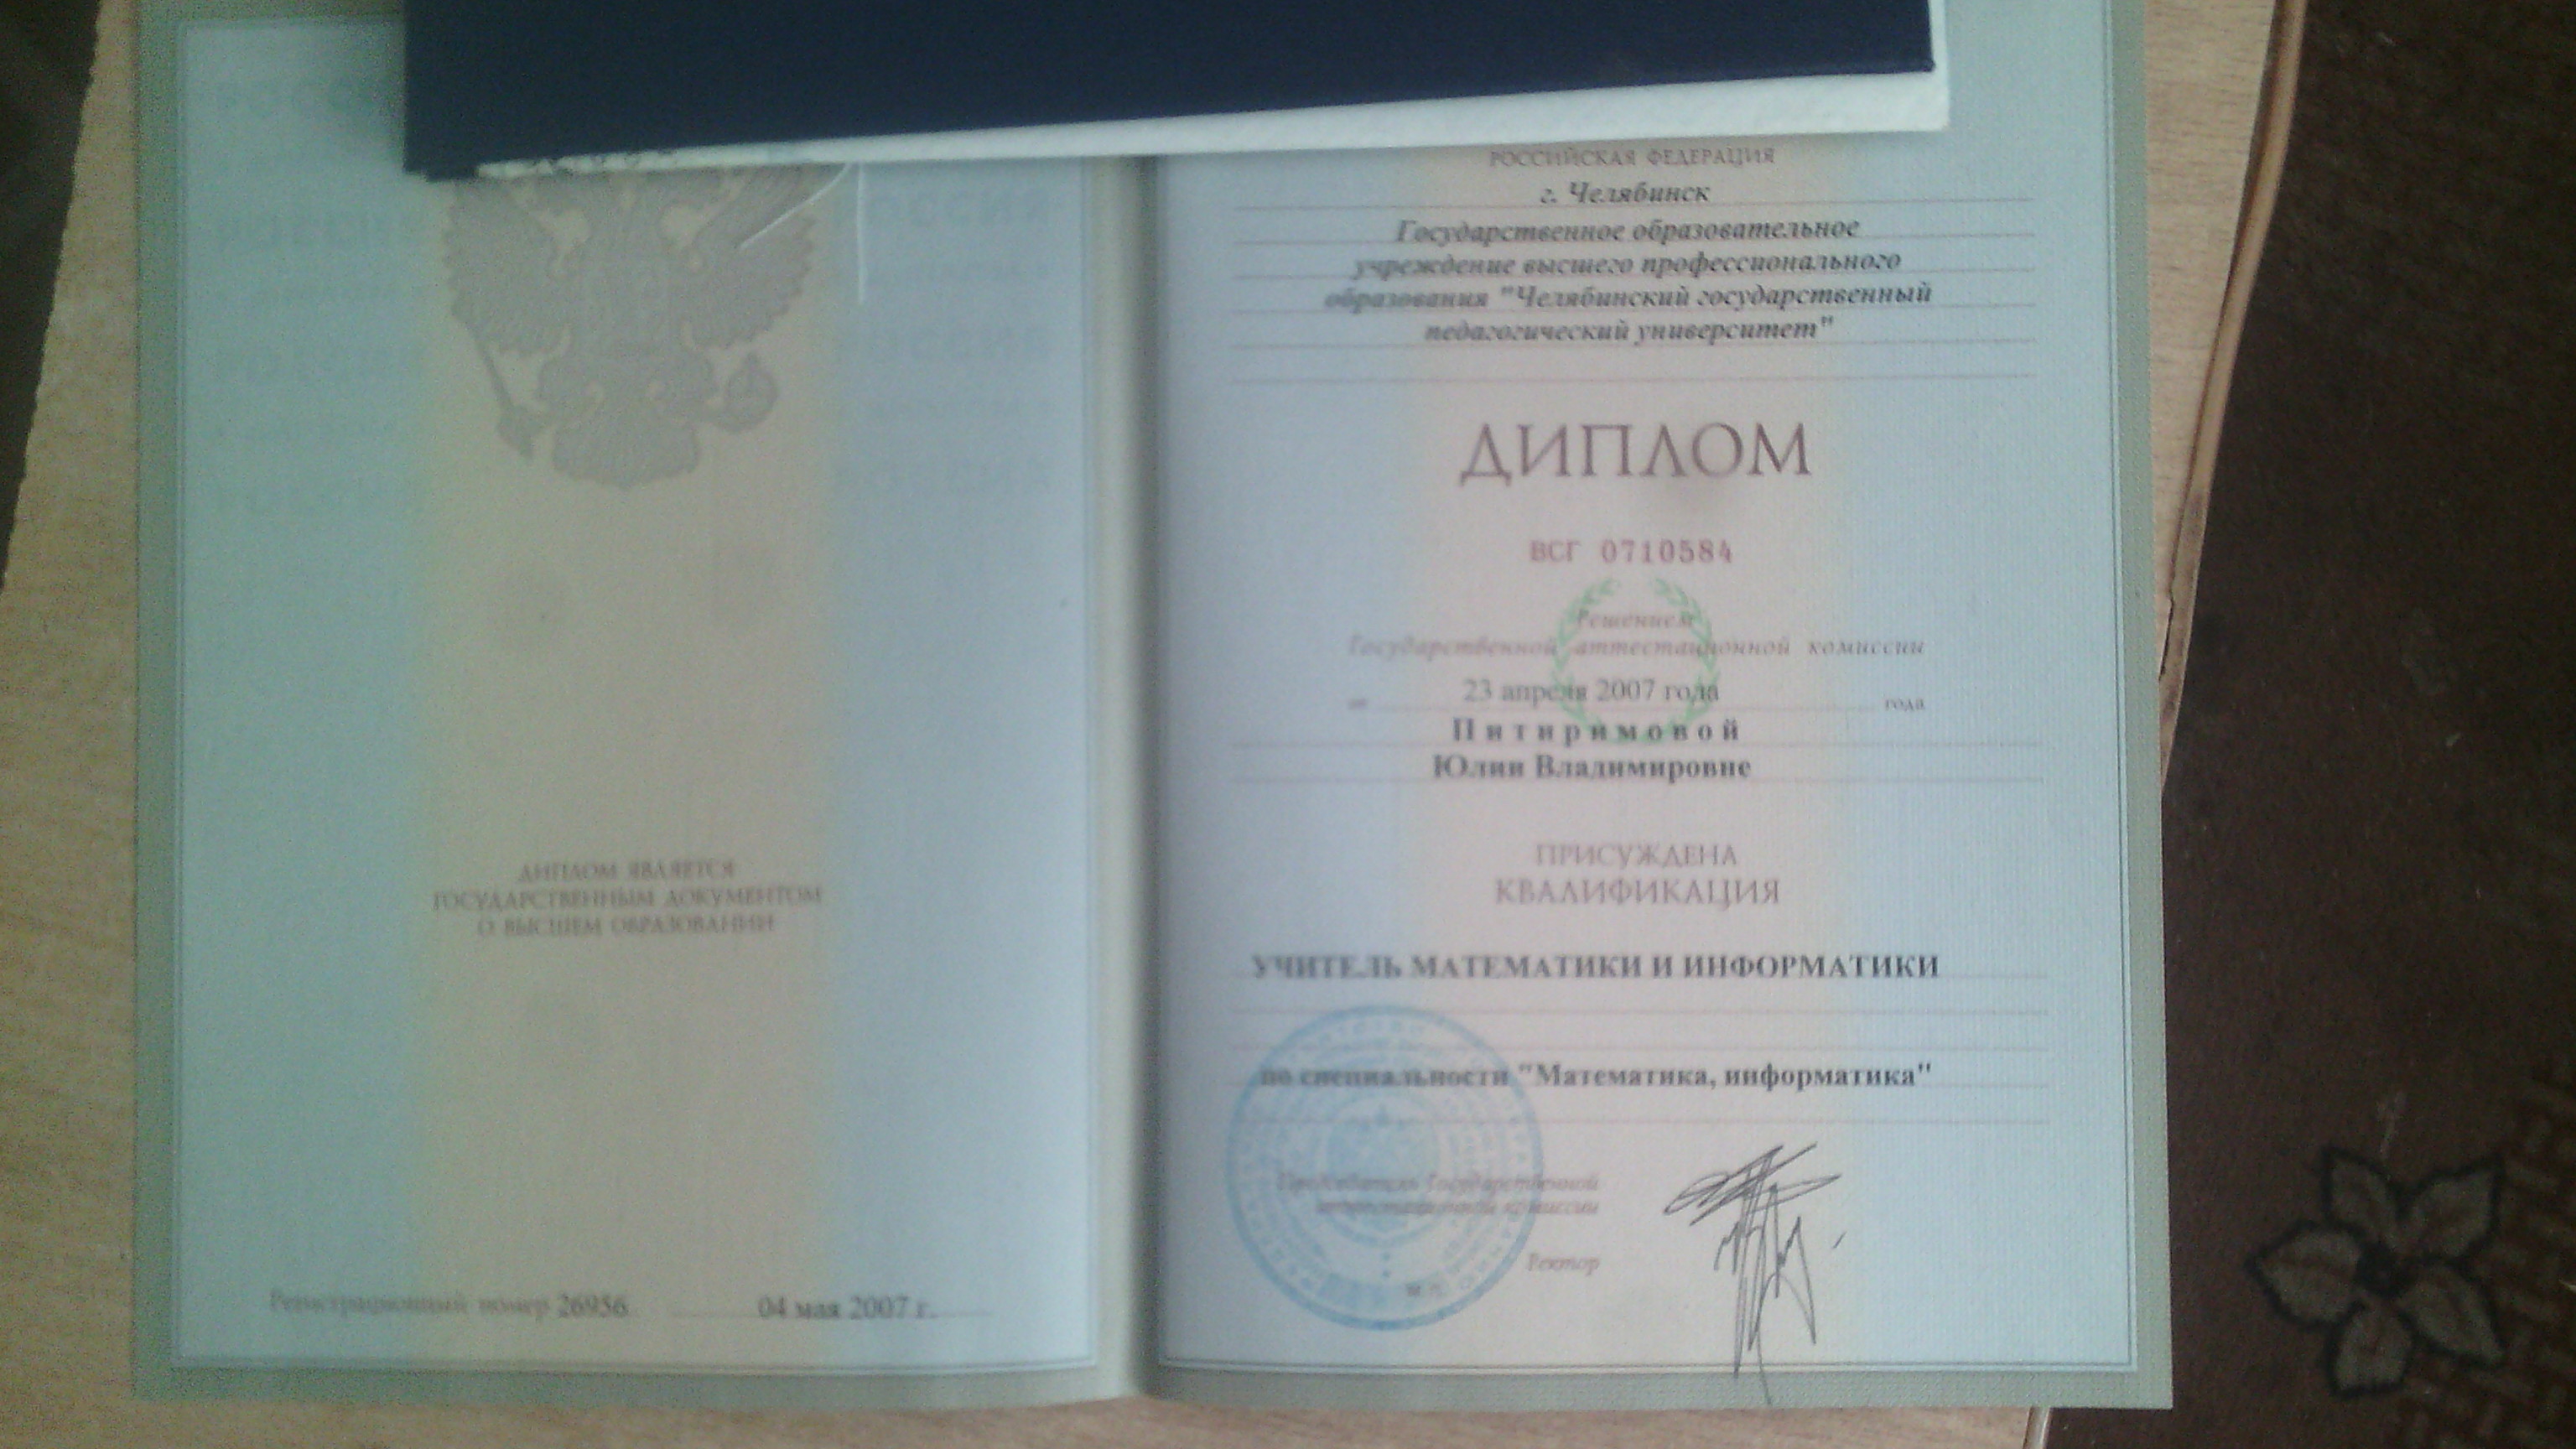 ДИПЛОМ ЯВЛЯЕТСЯ
ГОСУДАРСТВЕННЫМ ДОКУМЕНТОМ
О ВЫСШЕМ ОБРАЗОВАНИИ
Регистрационный номер 26956 04 мая 2007 г.
РОССИЙСКАЯ ФЕДЕРАЦИЯ
г. Челябинск
Государственное образовательное
учреждение высшего профессионального
образования "Челябинский государственный
педагогический университет"
ДИПЛОМ
ВСГ 0710584
Решением
Государственной аттестационной комиссии
от 23 апреля 2007 года года
Питиримовой
Юлии Владимировне
ПРИСУЖДЕНА
КВАЛИФИКАЦИЯ
УЧИТЕЛЬ МАТЕМАТИКИ И ИНФОРМАТИКИ
по специальности "Математика, информатика"
Председатель Государственной
аттестационной комиссии
Ректор
М.П.